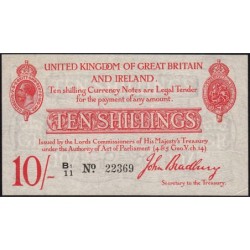 UNITED KINGDOM OF GREAT BRITAIN
AND IRELAND.
Ten shilling Currency Notes are Legal Tender
for the payment of any amount.
TEN SHILLINGS
Issued by the Lords Commissioners of His Majesty's Treasury
under the Authority of Act of Parliament (4 & 5 Geo. V ch. 14).
10/- B1/11 No. 22369 John Bradbury
Secretary to the Treasury.